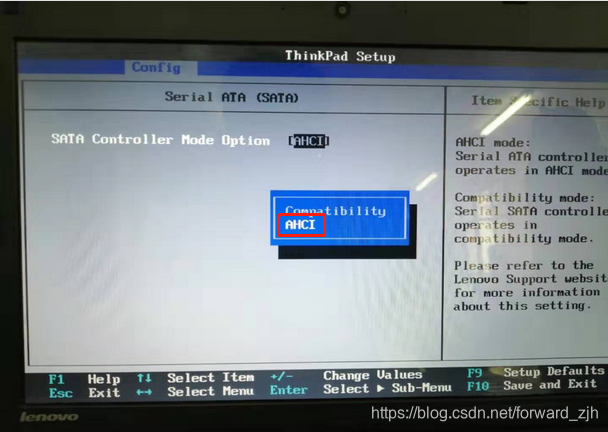 ThinkPad Setup
Config
Serial ATA (SATA)
Item Specific Help
SATA Controller Mode Option [AHCI]
AHCI mode:
Serial ATA controller
operates in AHCI mode
Compatibility mode:
Serial SATA controlle
operates in
compatibility mode.
Please refer to the
Lenovo Support websit
for more information
about this setting.
Compatibility
AHCI
F1 Help ↑↓ Select Item +/- Change Values F9 Setup Defaults
Esc Exit ←→ Select Menu Enter Select ▶ Sub-Menu F10 Save and Exit
lenovo
https://blog.csdn.net/forward_zjh